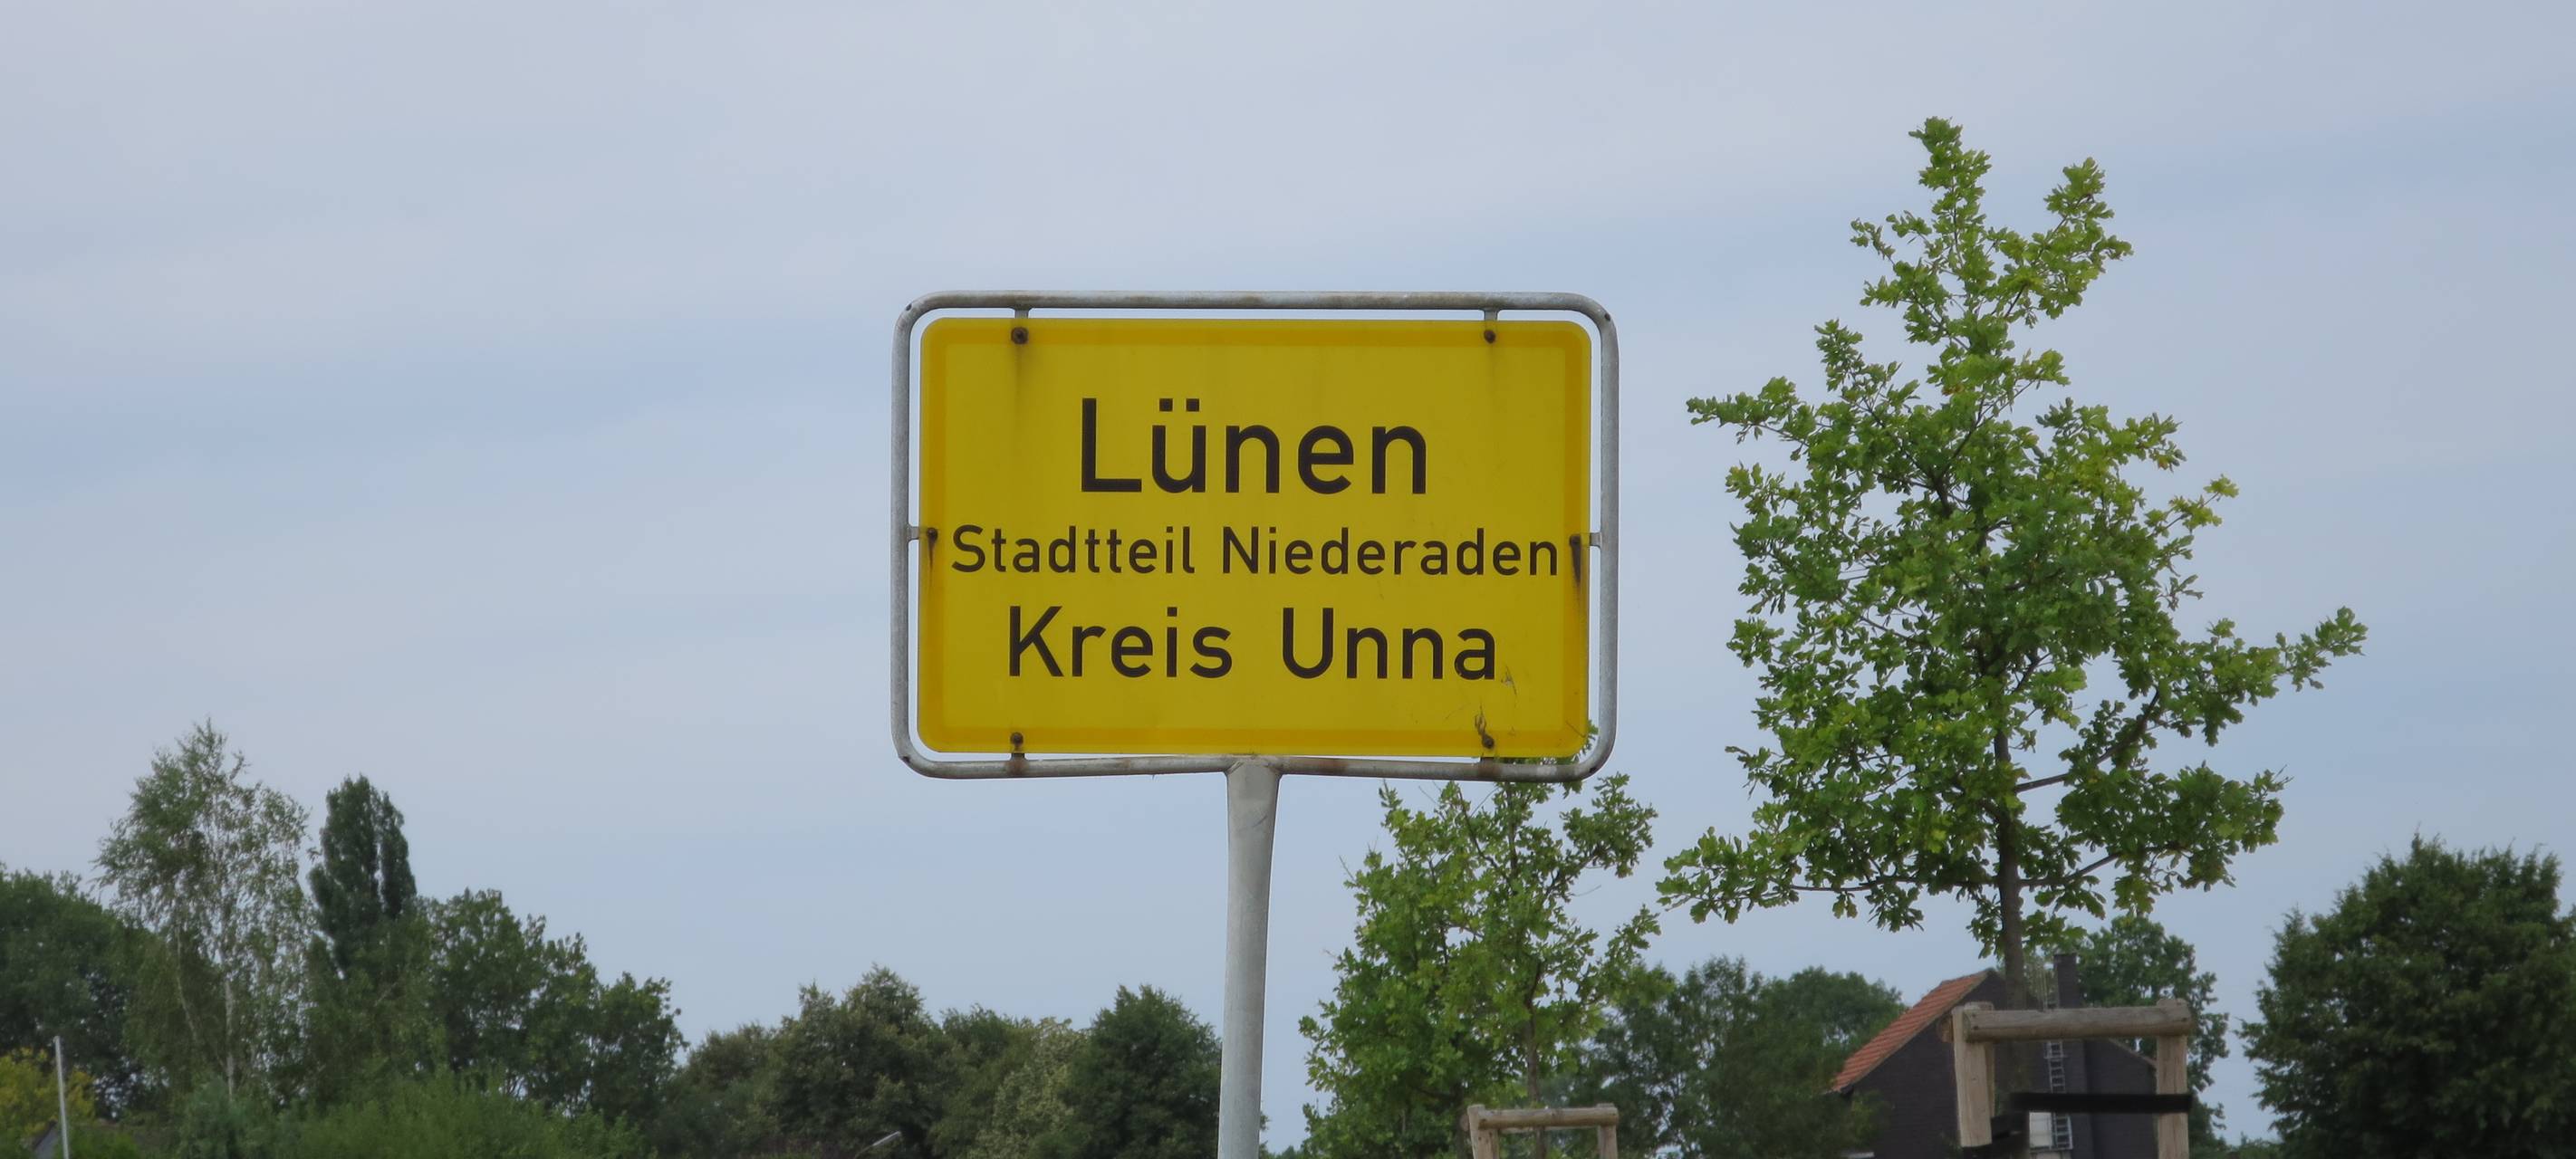 Lünen
Stadtteil Niederaden
Kreis Unna